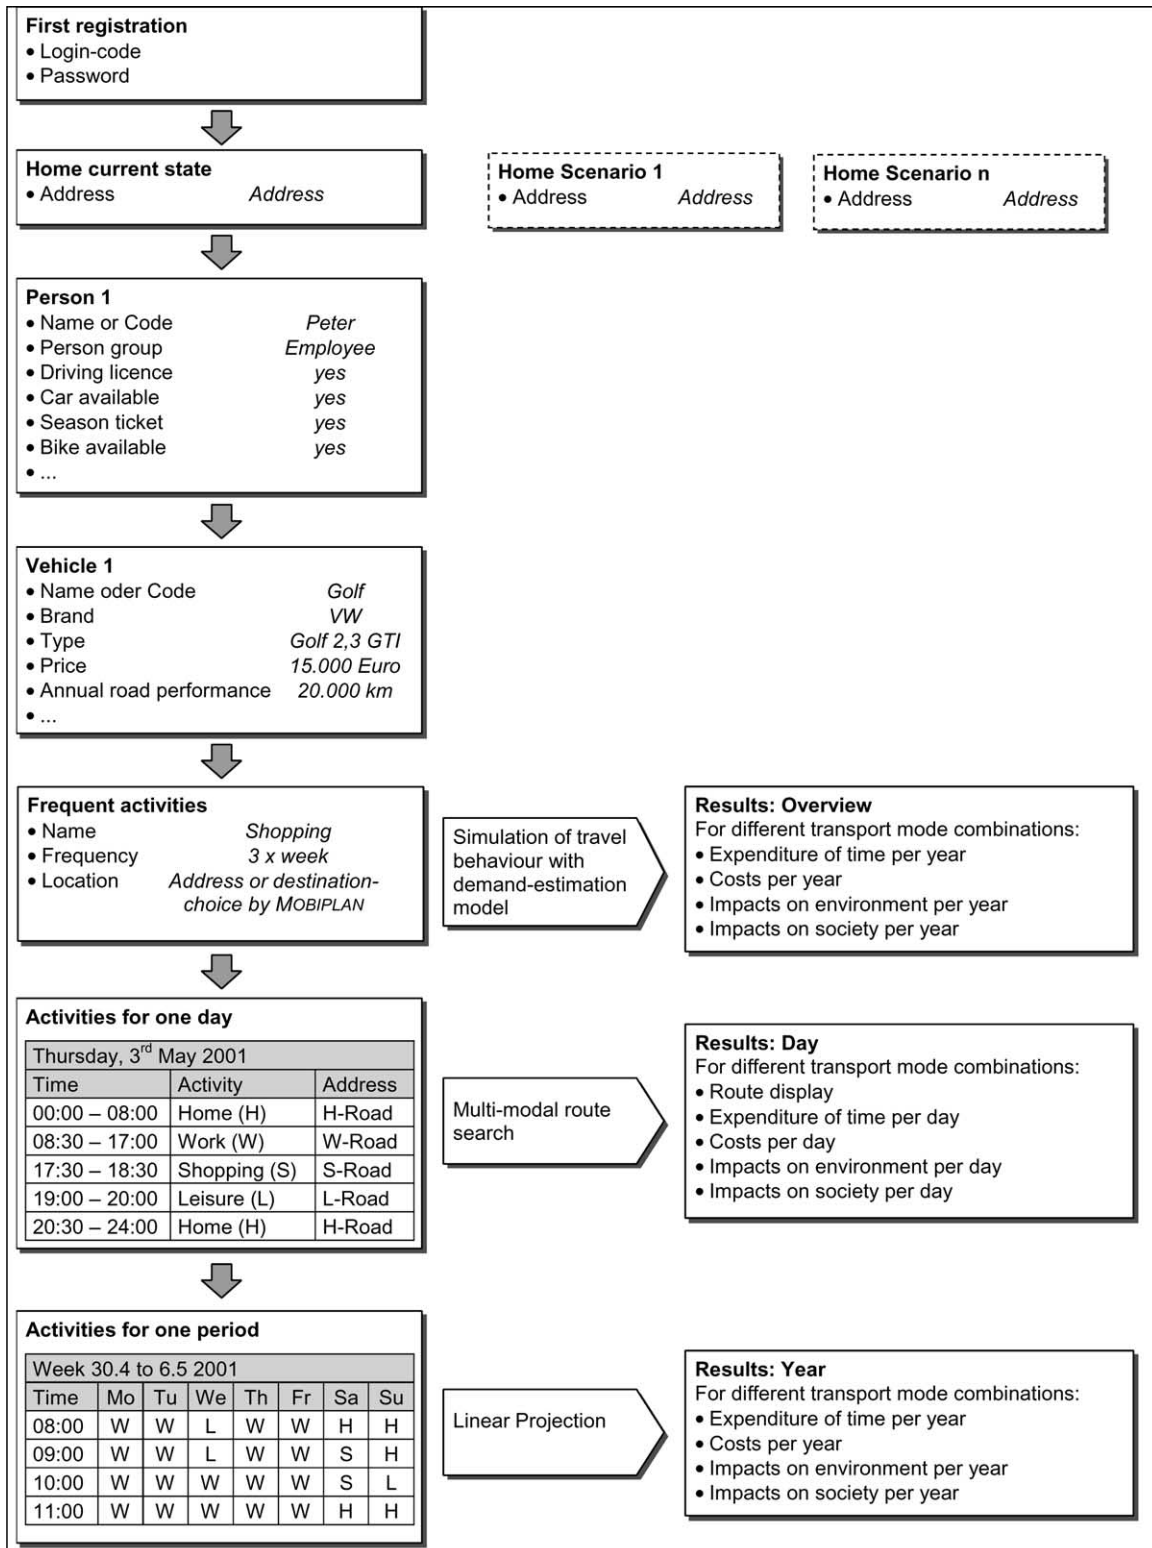 First registration
• Login-code
• Password
Home current state
• Address Address
Home Scenario 1
• Address Address
Home Scenario n
• Address Address
Person 1
• Name or Code Peter
• Person group Employee
• Driving licence yes
• Car available yes
• Season ticket yes
• Bike available yes
• ...
Vehicle 1
• Name oder Code Golf
• Brand VW
• Type Golf 2,3 GTI
• Price 15.000 Euro
• Annual road performance 20.000 km
• ...
Frequent activities
• Name Shopping
• Frequency 3 x week
• Location Address or destination-
choice by MOBIPLAN
Simulation of travel
behaviour with
demand-estimation
model
Results: Overview
For different transport mode combinations:
• Expenditure of time per year
• Costs per year
• Impacts on environment per year
• Impacts on society per year
Activities for one day
Thursday, 3rd May 2001
Time Activity Address
00:00 – 08:00 Home (H) H-Road
08:30 – 17:00 Work (W) W-Road
17:30 – 18:30 Shopping (S) S-Road
19:00 – 20:00 Leisure (L) L-Road
20:30 – 24:00 Home (H) H-Road
Multi-modal route
search
Results: Day
For different transport mode combinations:
• Route display
• Expenditure of time per day
• Costs per day
• Impacts on environment per day
• Impacts on society per day
Activities for one period
Week 30.4 to 6.5 2001
Time Mo Tu We Th Fr Sa Su
08:00 W W L W W H H
09:00 W W L W W S H
10:00 W W W W W S L
11:00 W W W W W H H
Linear Projection
Results: Year
For different transport mode combinations:
• Expenditure of time per year
• Costs per year
• Impacts on environment per year
• Impacts on society per year